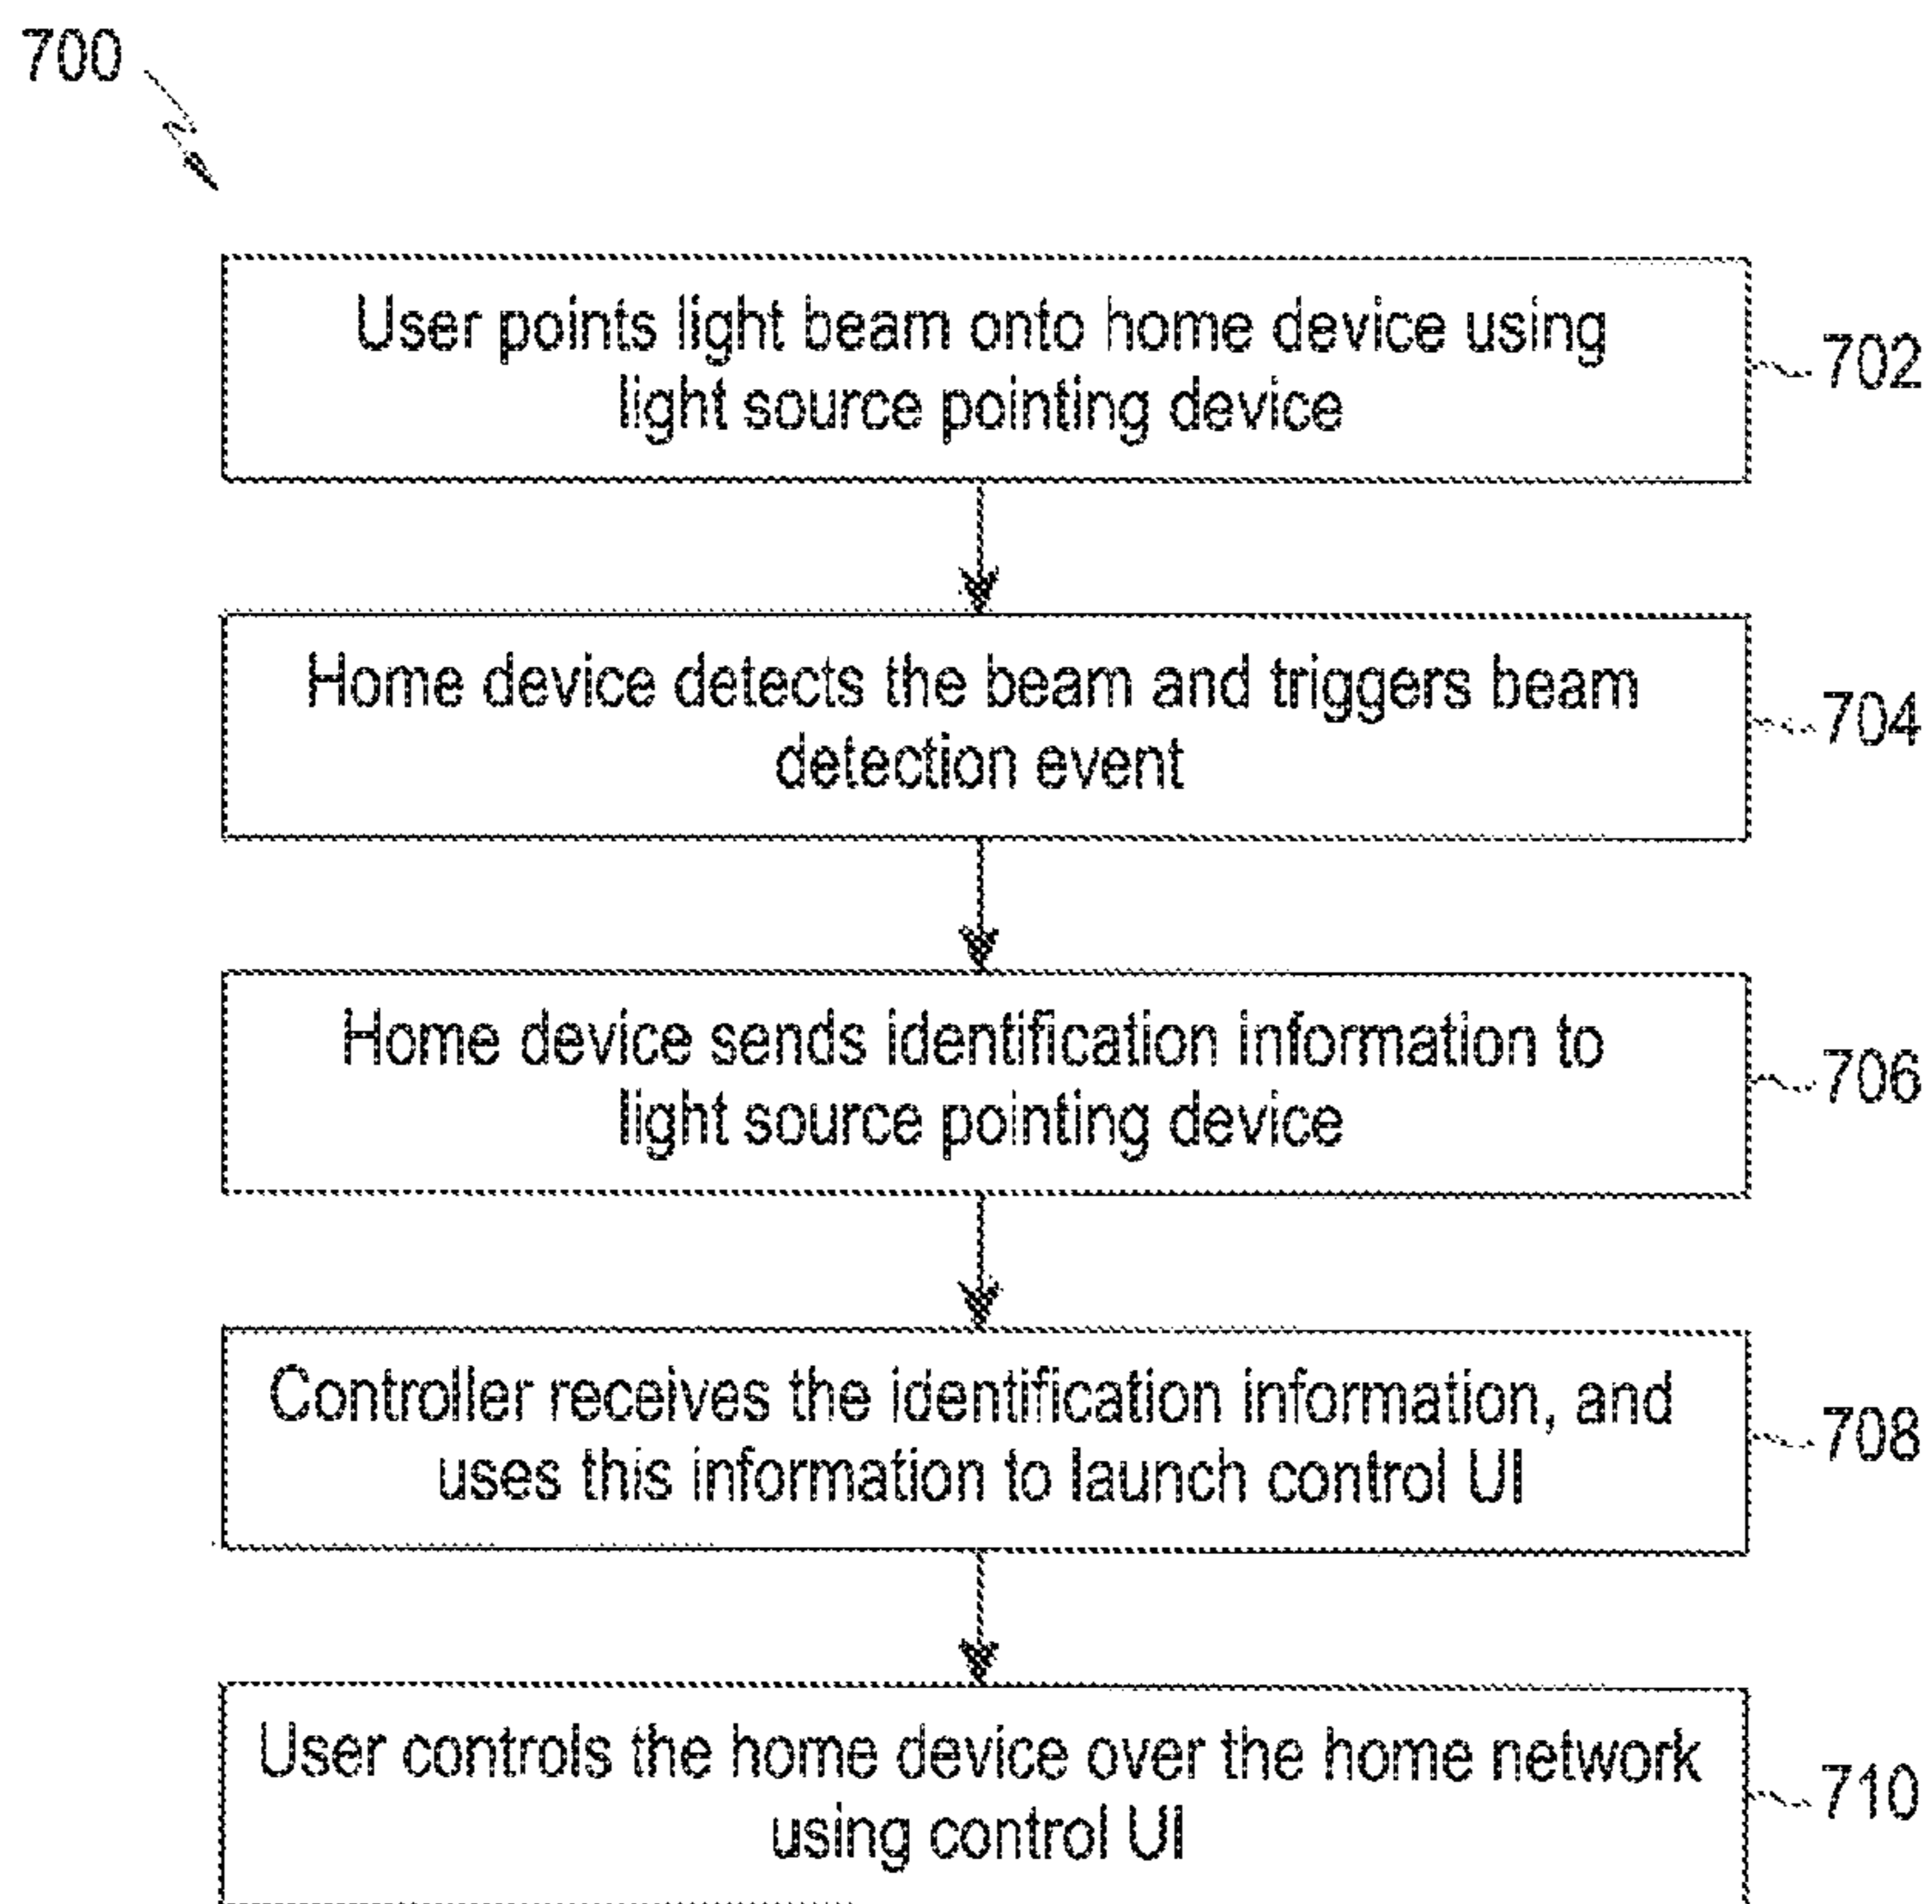 700
User points light beam onto home device using
light source pointing device
702
Home device detects the beam and triggers beam
detection event
704
Home device sends identification information to
light source pointing device
706
Controller receives the identification information, and
uses this information to launch control UI
708
User controls the home device over the home network
using control UI
710